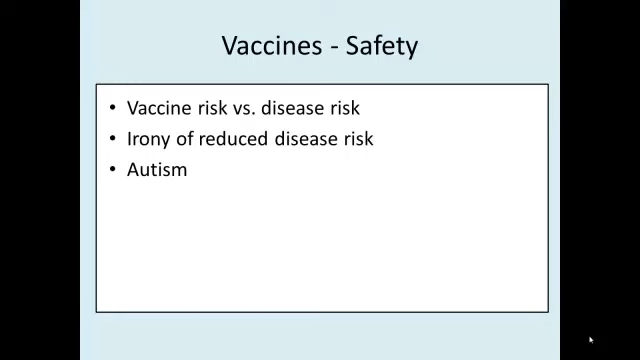 Vaccines - Safety
• Vaccine risk vs. disease risk
• Irony of reduced disease risk
• Autism